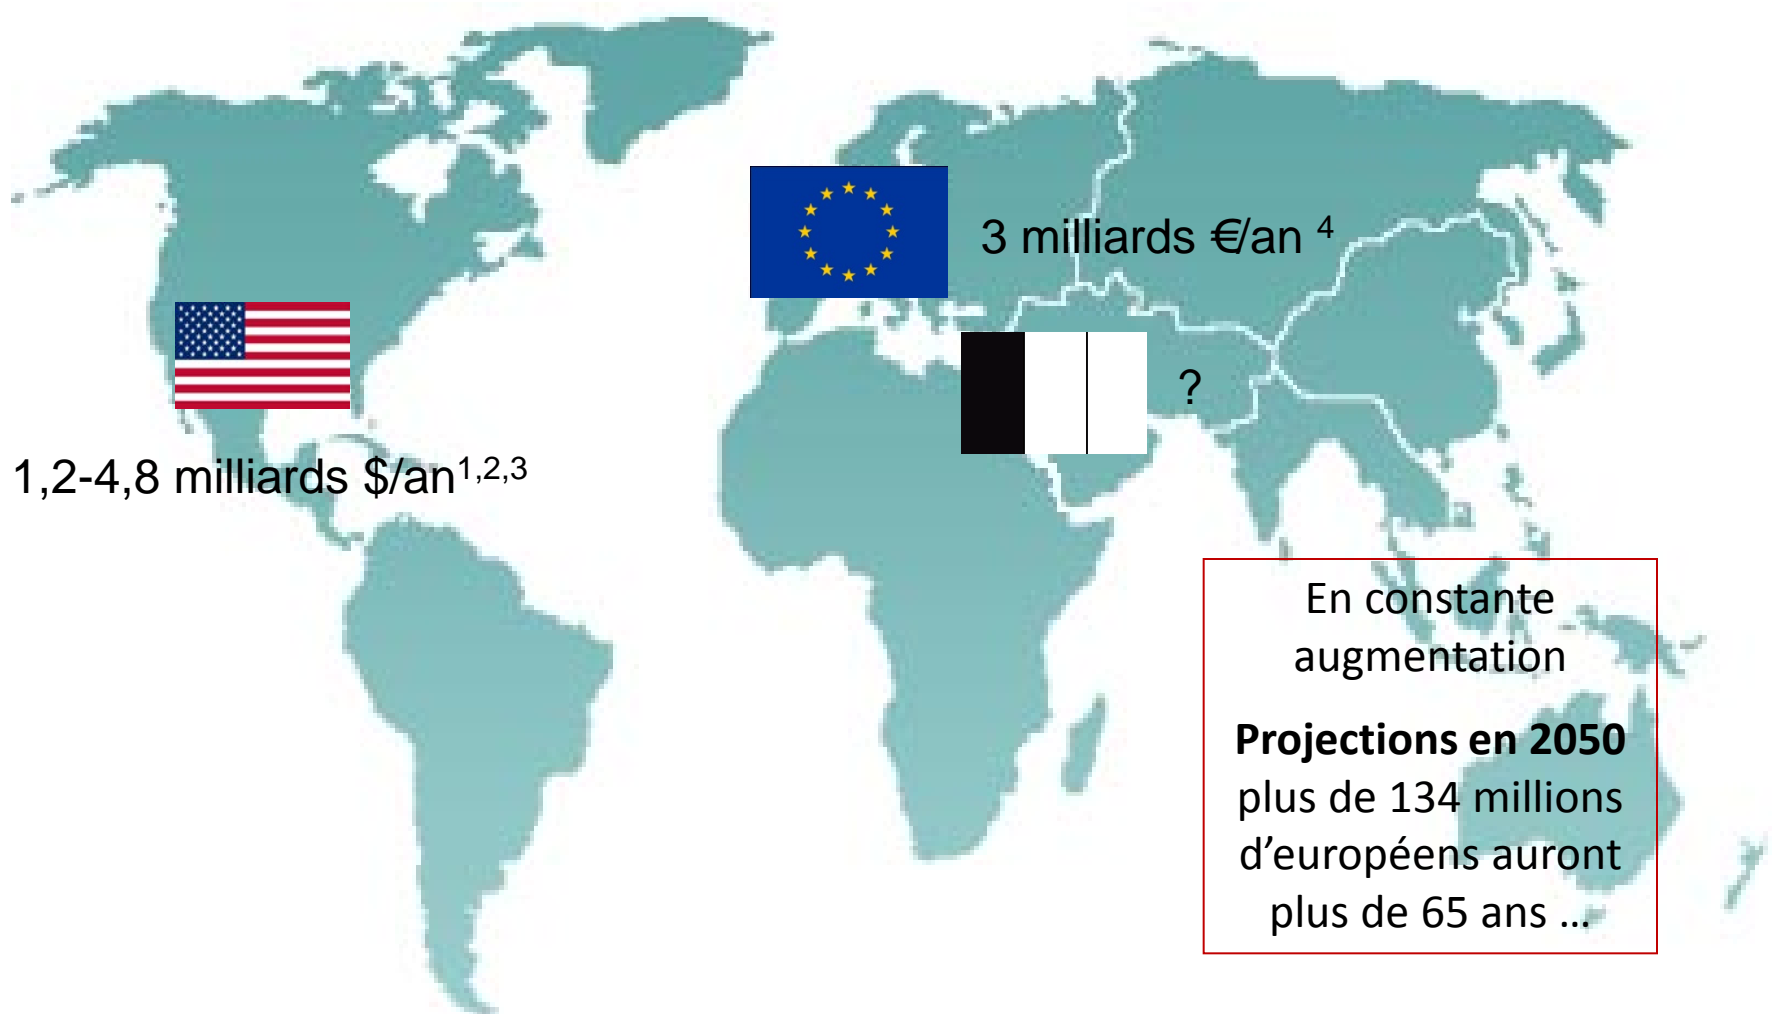 3 milliards €/an ⁴
?
1,2-4,8 milliards $/an¹,²,³
En constante
augmentation
Projections en 2050
plus de 134 millions
d’européens auront
plus de 65 ans ...